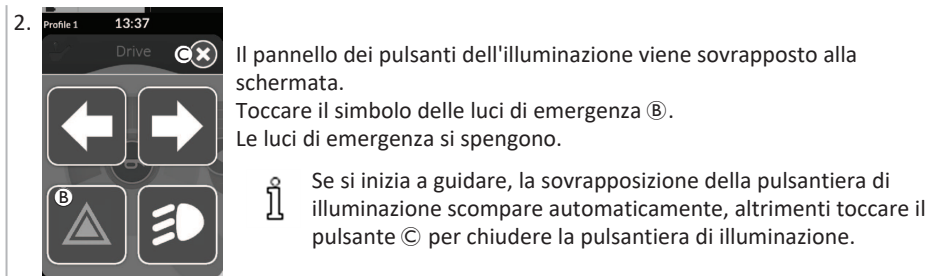 2.
Profile 1 13:37
Drive Ⓒ
Il pannello dei pulsanti dell'illuminazione viene sovrapposto alla
schermata.
Toccare il simbolo delle luci di emergenza Ⓑ.
Le luci di emergenza si spengono.
Ⓑ
Se si inizia a guidare, la sovrapposizione della pulsantiera di
illuminazione scompare automaticamente, altrimenti toccare il
pulsante Ⓒ per chiudere la pulsantiera di illuminazione.